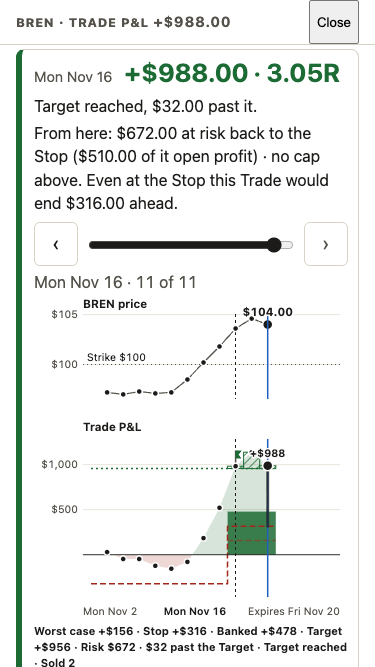 BREN · TRADE P&L +$988.00
Close
Mon Nov 16 +$988.00 · 3.05R
Target reached, $32.00 past it.
From here: $672.00 at risk back to the
Stop ($510.00 of it open profit) · no cap
above. Even at the Stop this Trade would
end $316.00 ahead.
‹ ›
Mon Nov 16 · 11 of 11
BREN price
$104.00
$105
Strike $100
$100
Trade P&L
+$988
$1,000
$500
Mon Nov 2 Mon Nov 16 Expires Fri Nov 20
Worst case +$156 · Stop +$316 · Banked +$478 · Target
+$956 · Risk $672 · $32 past the Target · Target reached
· Sold 2